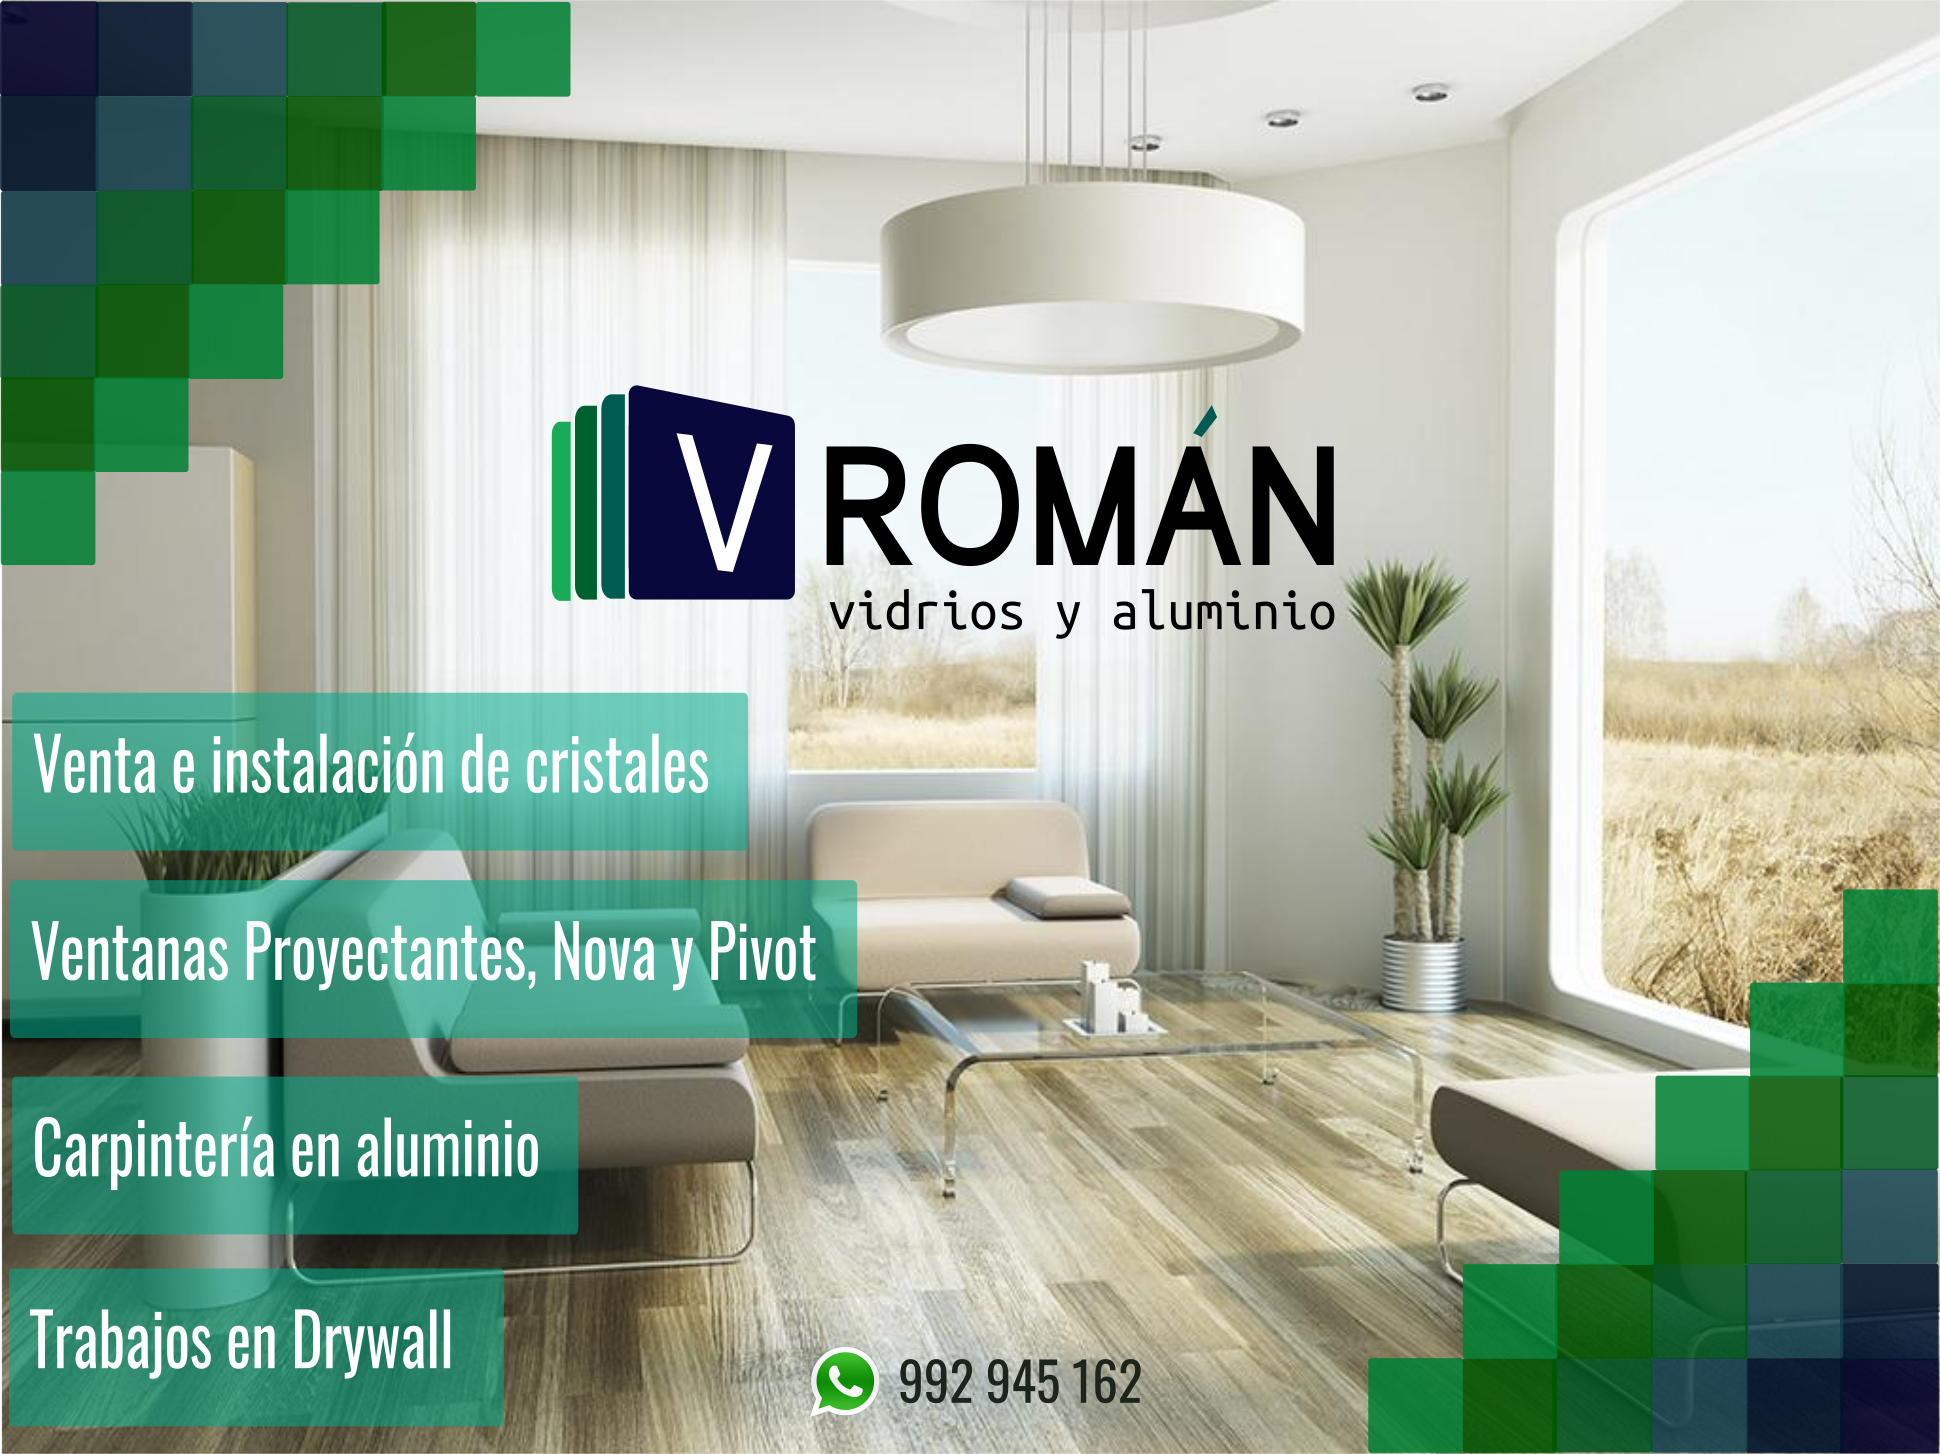 V ROMÁN
vidrios y aluminio
Venta e instalación de cristales
Ventanas Proyectantes, Nova y Pivot
Carpintería en aluminio
Trabajos en Drywall
992 945 162